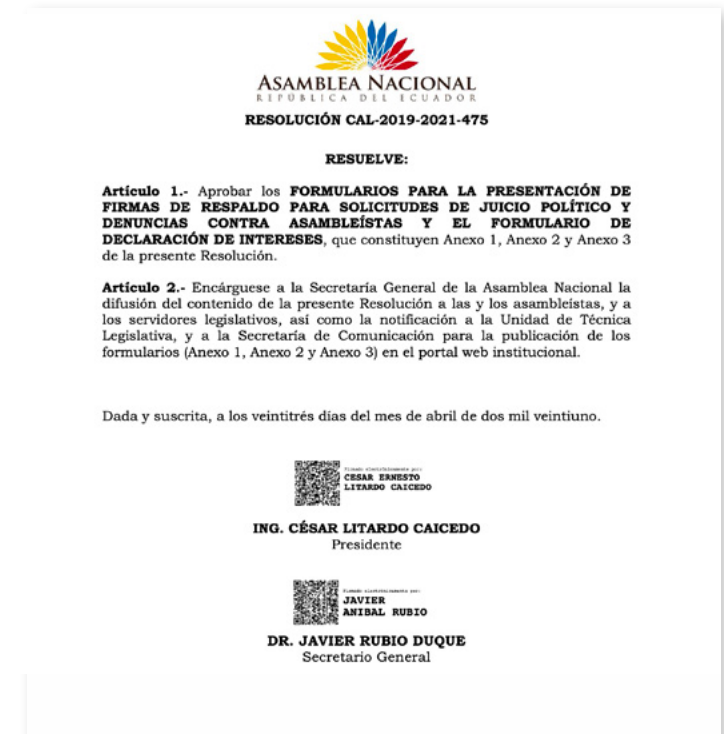 ASAMBLEA NACIONAL
REPÚBLICA DEL ECUADOR
RESOLUCIÓN CAL-2019-2021-475
RESUELVE:
Artículo 1.- Aprobar los FORMULARIOS PARA LA PRESENTACIÓN DE
FIRMAS DE RESPALDO PARA SOLICITUDES DE JUICIO POLÍTICO Y
DENUNCIAS CONTRA ASAMBLEÍSTAS Y EL FORMULARIO DE
DECLARACIÓN DE INTERESES, que constituyen Anexo 1, Anexo 2 y Anexo 3
de la presente Resolución.
Artículo 2.- Encárguese a la Secretaría General de la Asamblea Nacional la
difusión del contenido de la presente Resolución a las y los asambleístas, y a
los servidores legislativos, así como la notificación a la Unidad de Técnica
Legislativa, y a la Secretaría de Comunicación para la publicación de los
formularios (Anexo 1, Anexo 2 y Anexo 3) en el portal web institucional.
Dada y suscrita, a los veintitrés días del mes de abril de dos mil veintiuno.
Firmado electrónicamente por:
CESAR ERNESTO
LITARDO CAICEDO
ING. CÉSAR LITARDO CAICEDO
Presidente
Firmado electrónicamente por:
JAVIER
ANIBAL RUBIO
DR. JAVIER RUBIO DUQUE
Secretario General